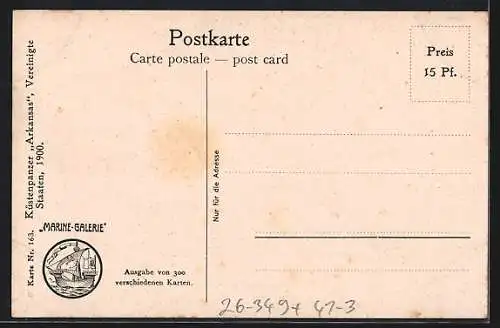 Postkarte
Carte postale — post card
Preis
15 Pf.
Karte Nr. 163. Küstenpanzer „Arkansas“, Vereinigte
Staaten, 1900.
Nur für die Adresse
„MARINE-GALERIE“
Ausgabe von 300
verschiedenen Karten.
26-349+ 47-3